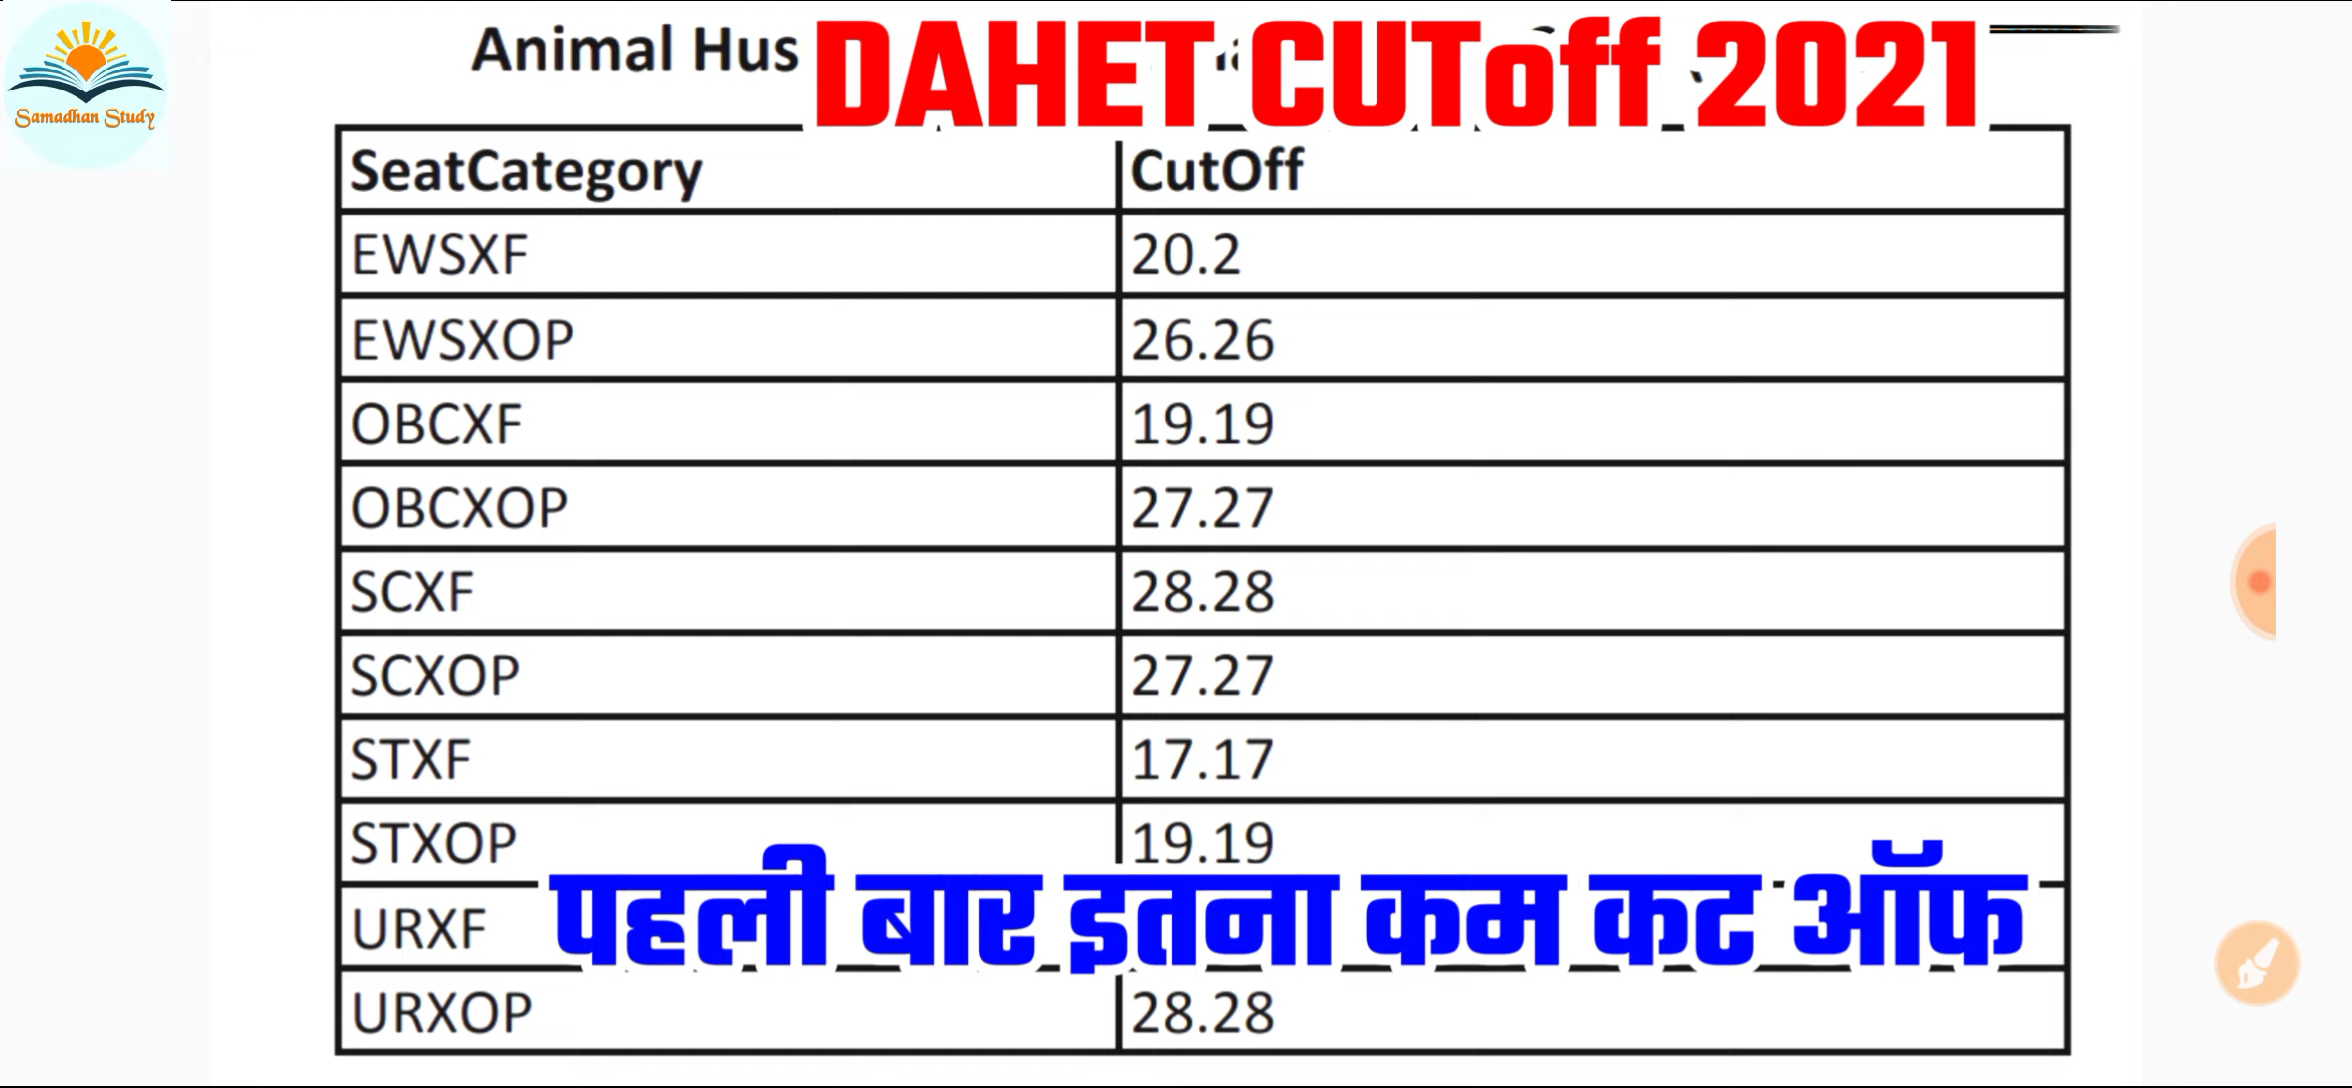 Samadhan Study
Animal Hus
DAHET CUToff 2021
SeatCategory CutOff
EWSXF 20.2
EWSXOP 26.26
OBCXF 19.19
OBCXOP 27.27
SCXF 28.28
SCXOP 27.27
STXF 17.17
STXOP 19.19
URXF
पहली बार इतना कम कट ऑफ
URXOP 28.28